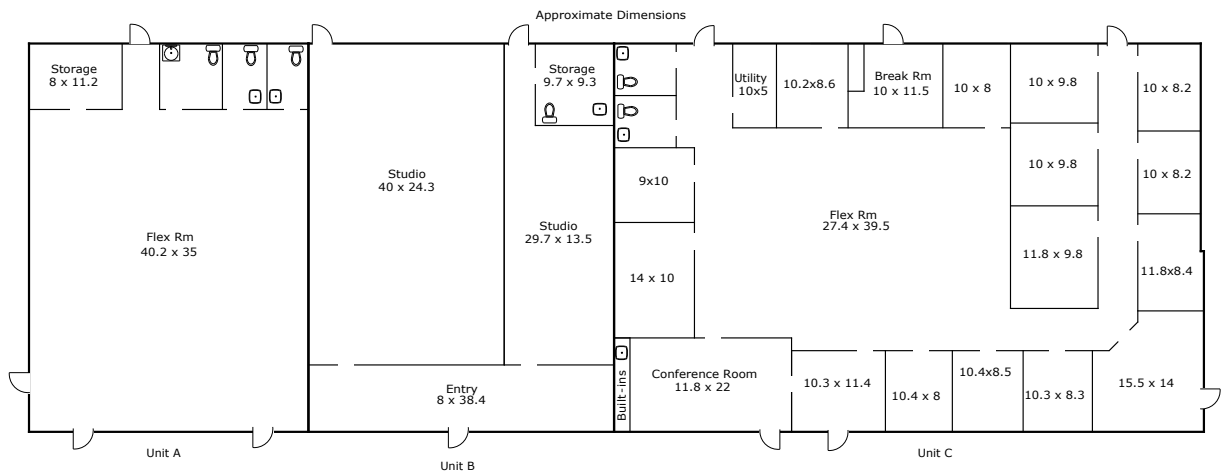 Approximate Dimensions
Storage
8 x 11.2
Flex Rm
40.2 x 35
Unit A
Studio
40 x 24.3
Storage
9.7 x 9.3
Studio
29.7 x 13.5
Entry
8 x 38.4
Unit B
Utility
10x5
10.2x8.6
Break Rm
10 x 11.5
10 x 8
10 x 9.8
10 x 8.2
9x10
10 x 9.8
10 x 8.2
Flex Rm
27.4 x 39.5
14 x 10
11.8 x 9.8
11.8x8.4
Built-ins
Conference Room
11.8 x 22
10.3 x 11.4
10.4 x 8
10.4x8.5
10.3 x 8.3
15.5 x 14
Unit C